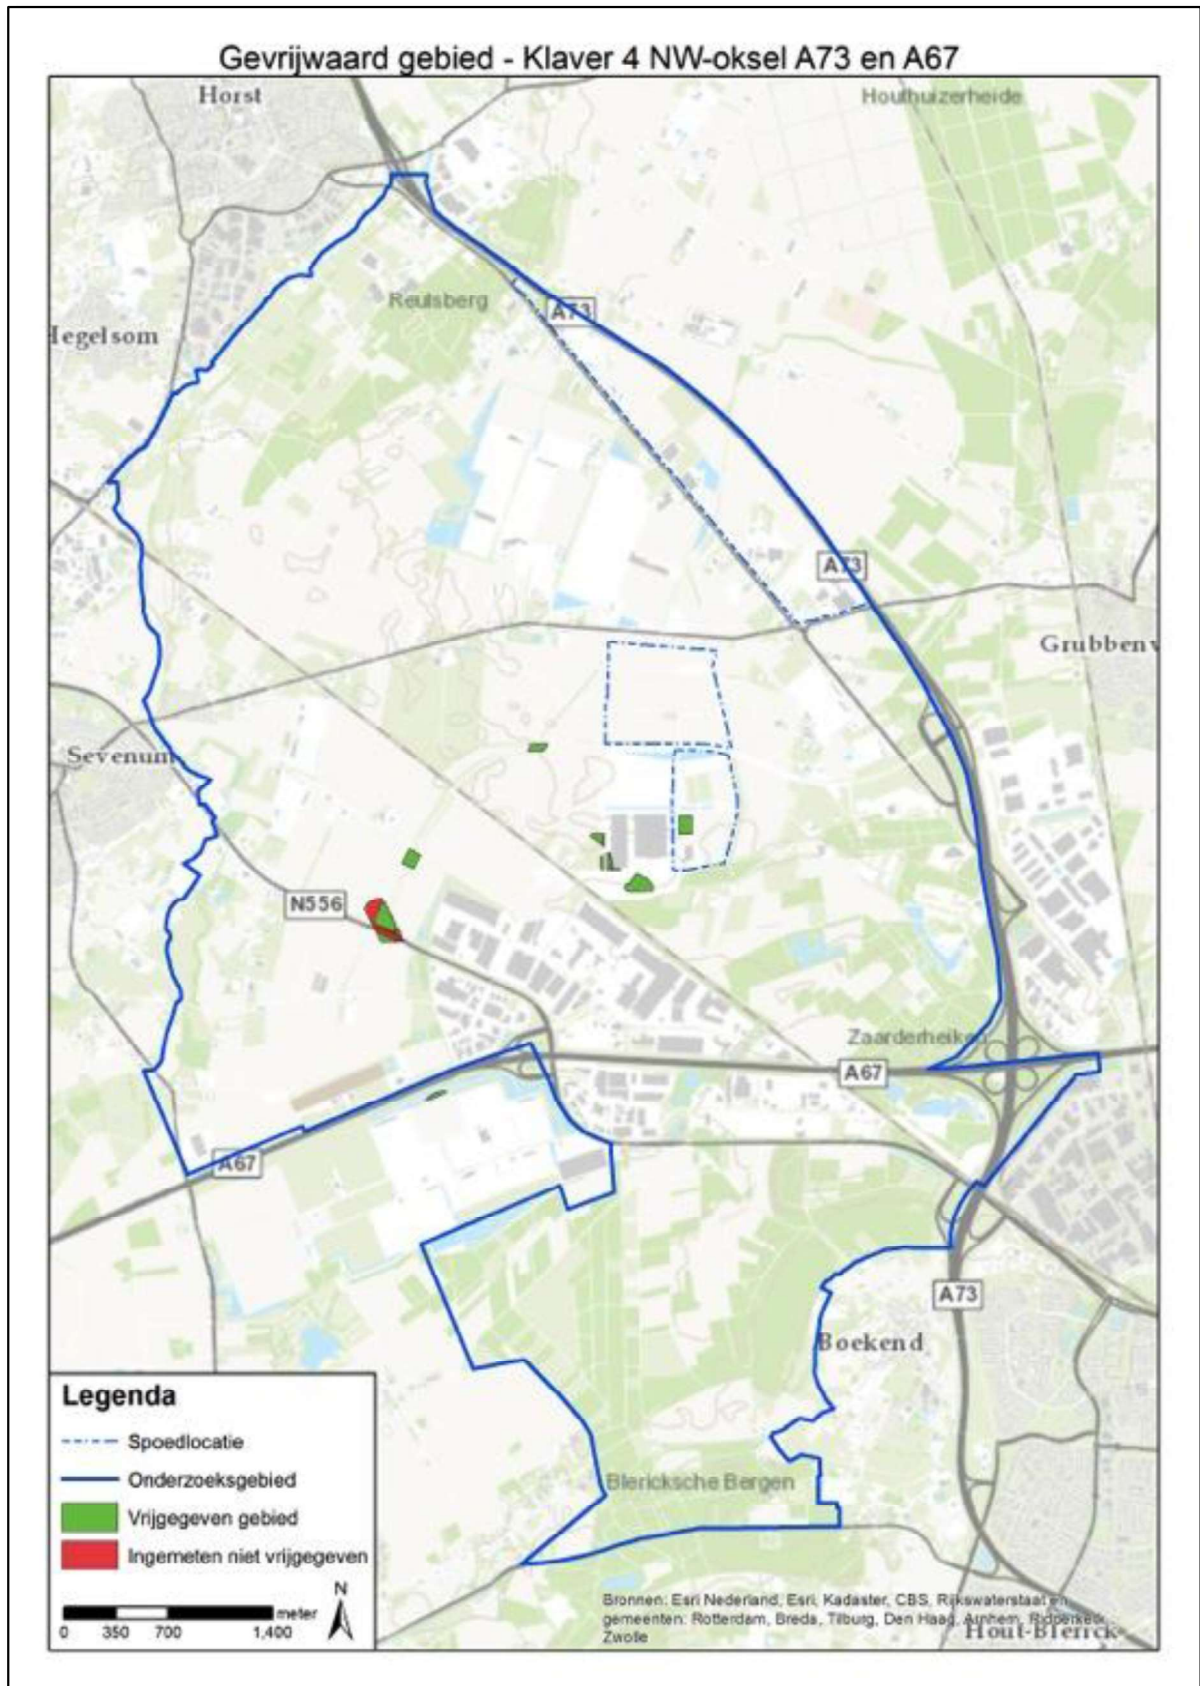 Gevrijwaard gebied - Klaver 4 NW-oksel A73 en A67
Horst
Houthuizerheide
Reulsberg
A73
Hegelsom
A73
Grubbenv
Sevenum
N556
Zaarderheiken
A67
A67
A73
Boekend
Blericksche Bergen
Legenda
Spoedlocatie
Onderzoeksgebied
Vrijgegeven gebied
Ingemeten niet vrijgegeven
N
meter
0 350 700 1,400
Bronnen: Esri Nederland, Esri, Kadaster, CBS, Rijkswaterstaat en
gemeenten: Rotterdam, Breda, Tilburg, Den Haag, Arnhem, Ridderkerk,
Zwolle
Hout-Blerick